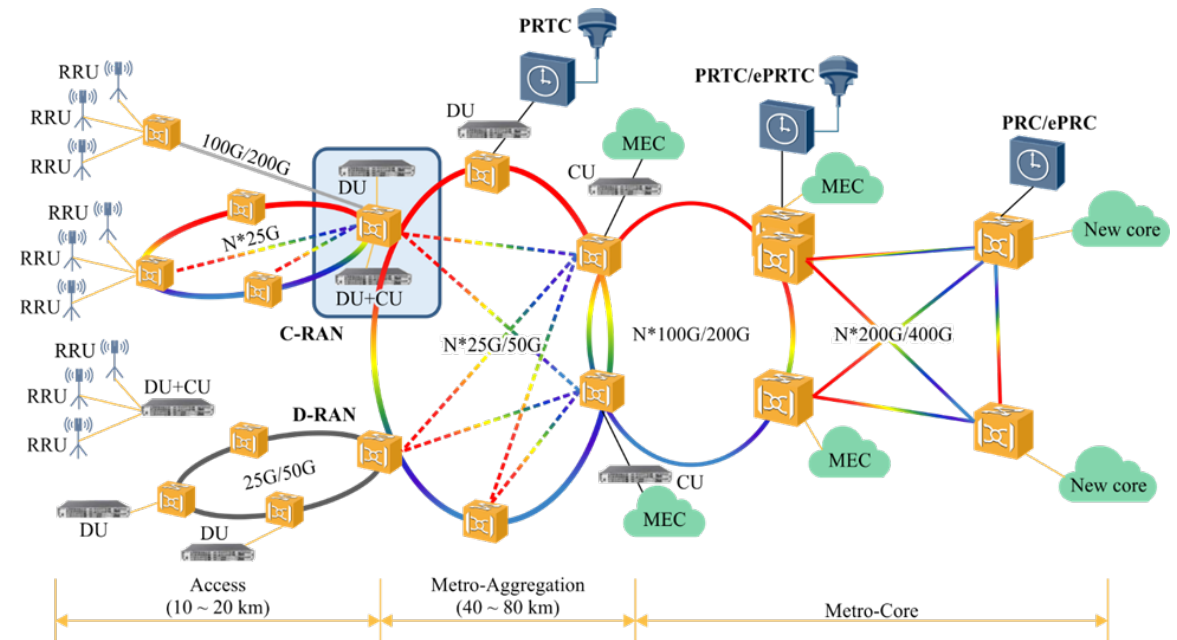 PRTC
PRTC/ePRTC
PRC/ePRC
RRU
RRU
RRU
100G/200G
DU
DU
MEC
CU
MEC
New core
RRU
RRU
RRU
N*25G
DU+CU
C-RAN
N*25G/50G
N*100G/200G
N*200G/400G
RRU
RRU
RRU
DU+CU
D-RAN
25G/50G
DU
DU
CU
MEC
MEC
New core
Access
(10 ~ 20 km)
Metro-Aggregation
(40 ~ 80 km)
Metro-Core